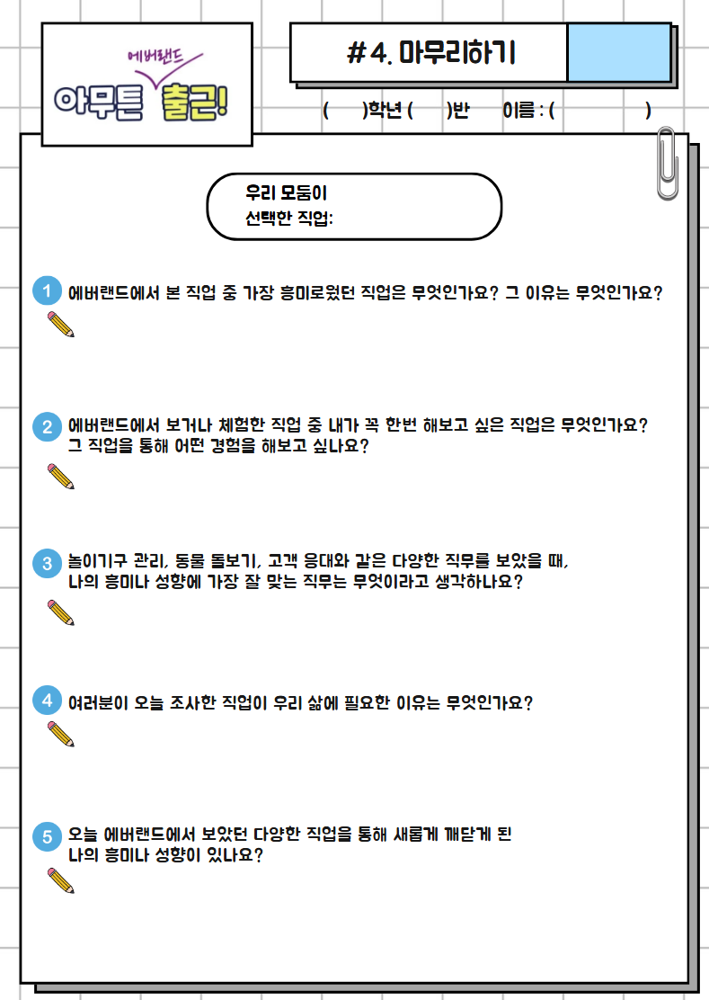 에버랜드
아무튼 출근!
#4. 마무리하기
( )학년 ( )반 이름 : ( )
우리 모둠이
선택한 직업:
1 에버랜드에서 본 직업 중 가장 흥미로웠던 직업은 무엇인가요? 그 이유는 무엇인가요?
2 에버랜드에서 보거나 체험한 직업 중 내가 꼭 한번 해보고 싶은 직업은 무엇인가요?
그 직업을 통해 어떤 경험을 해보고 싶나요?
3 놀이기구 관리, 동물 돌보기, 고객 응대와 같은 다양한 직무를 보았을 때,
나의 흥미나 성향에 가장 잘 맞는 직무는 무엇이라고 생각하나요?
4 여러분이 오늘 조사한 직업이 우리 삶에 필요한 이유는 무엇인가요?
5 오늘 에버랜드에서 보았던 다양한 직업을 통해 새롭게 깨닫게 된
나의 흥미나 성향이 있나요?